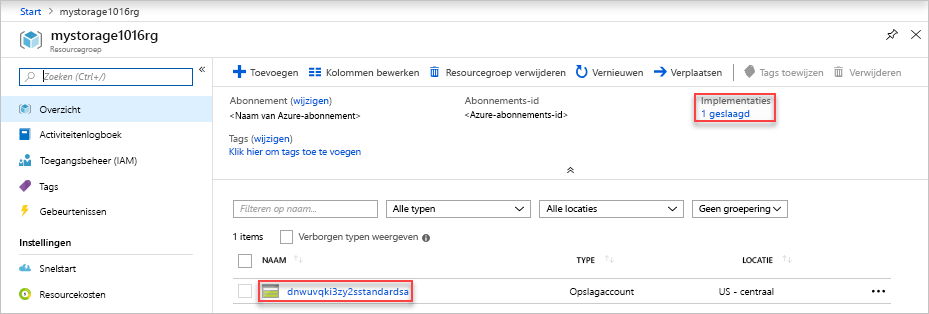 Start > mystorage1016rg
mystorage1016rg
Resourcegroep
Zoeken (Ctrl+/)
Overzicht
Activiteitenlogboek
Toegangsbeheer (IAM)
Tags
Gebeurtenissen
Instellingen
Snelstart
Resourcekosten
Toevoegen Kolommen bewerken Resourcegroep verwijderen Vernieuwen Verplaatsen Tags toewijzen Verwijderen
Abonnement (wijzigen) Abonnements-id Implementaties
<Naam van Azure-abonnement> <Azure-abonnements-id> 1 geslaagd
Tags (wijzigen)
Klik hier om tags toe te voegen
Filteren op naam... Alle typen Alle locaties Geen groepering
1 items Verborgen typen weergeven
NAAM TYPE LOCATIE
dnwuvqki3zy2sstandardsa Opslagaccount US - centraal